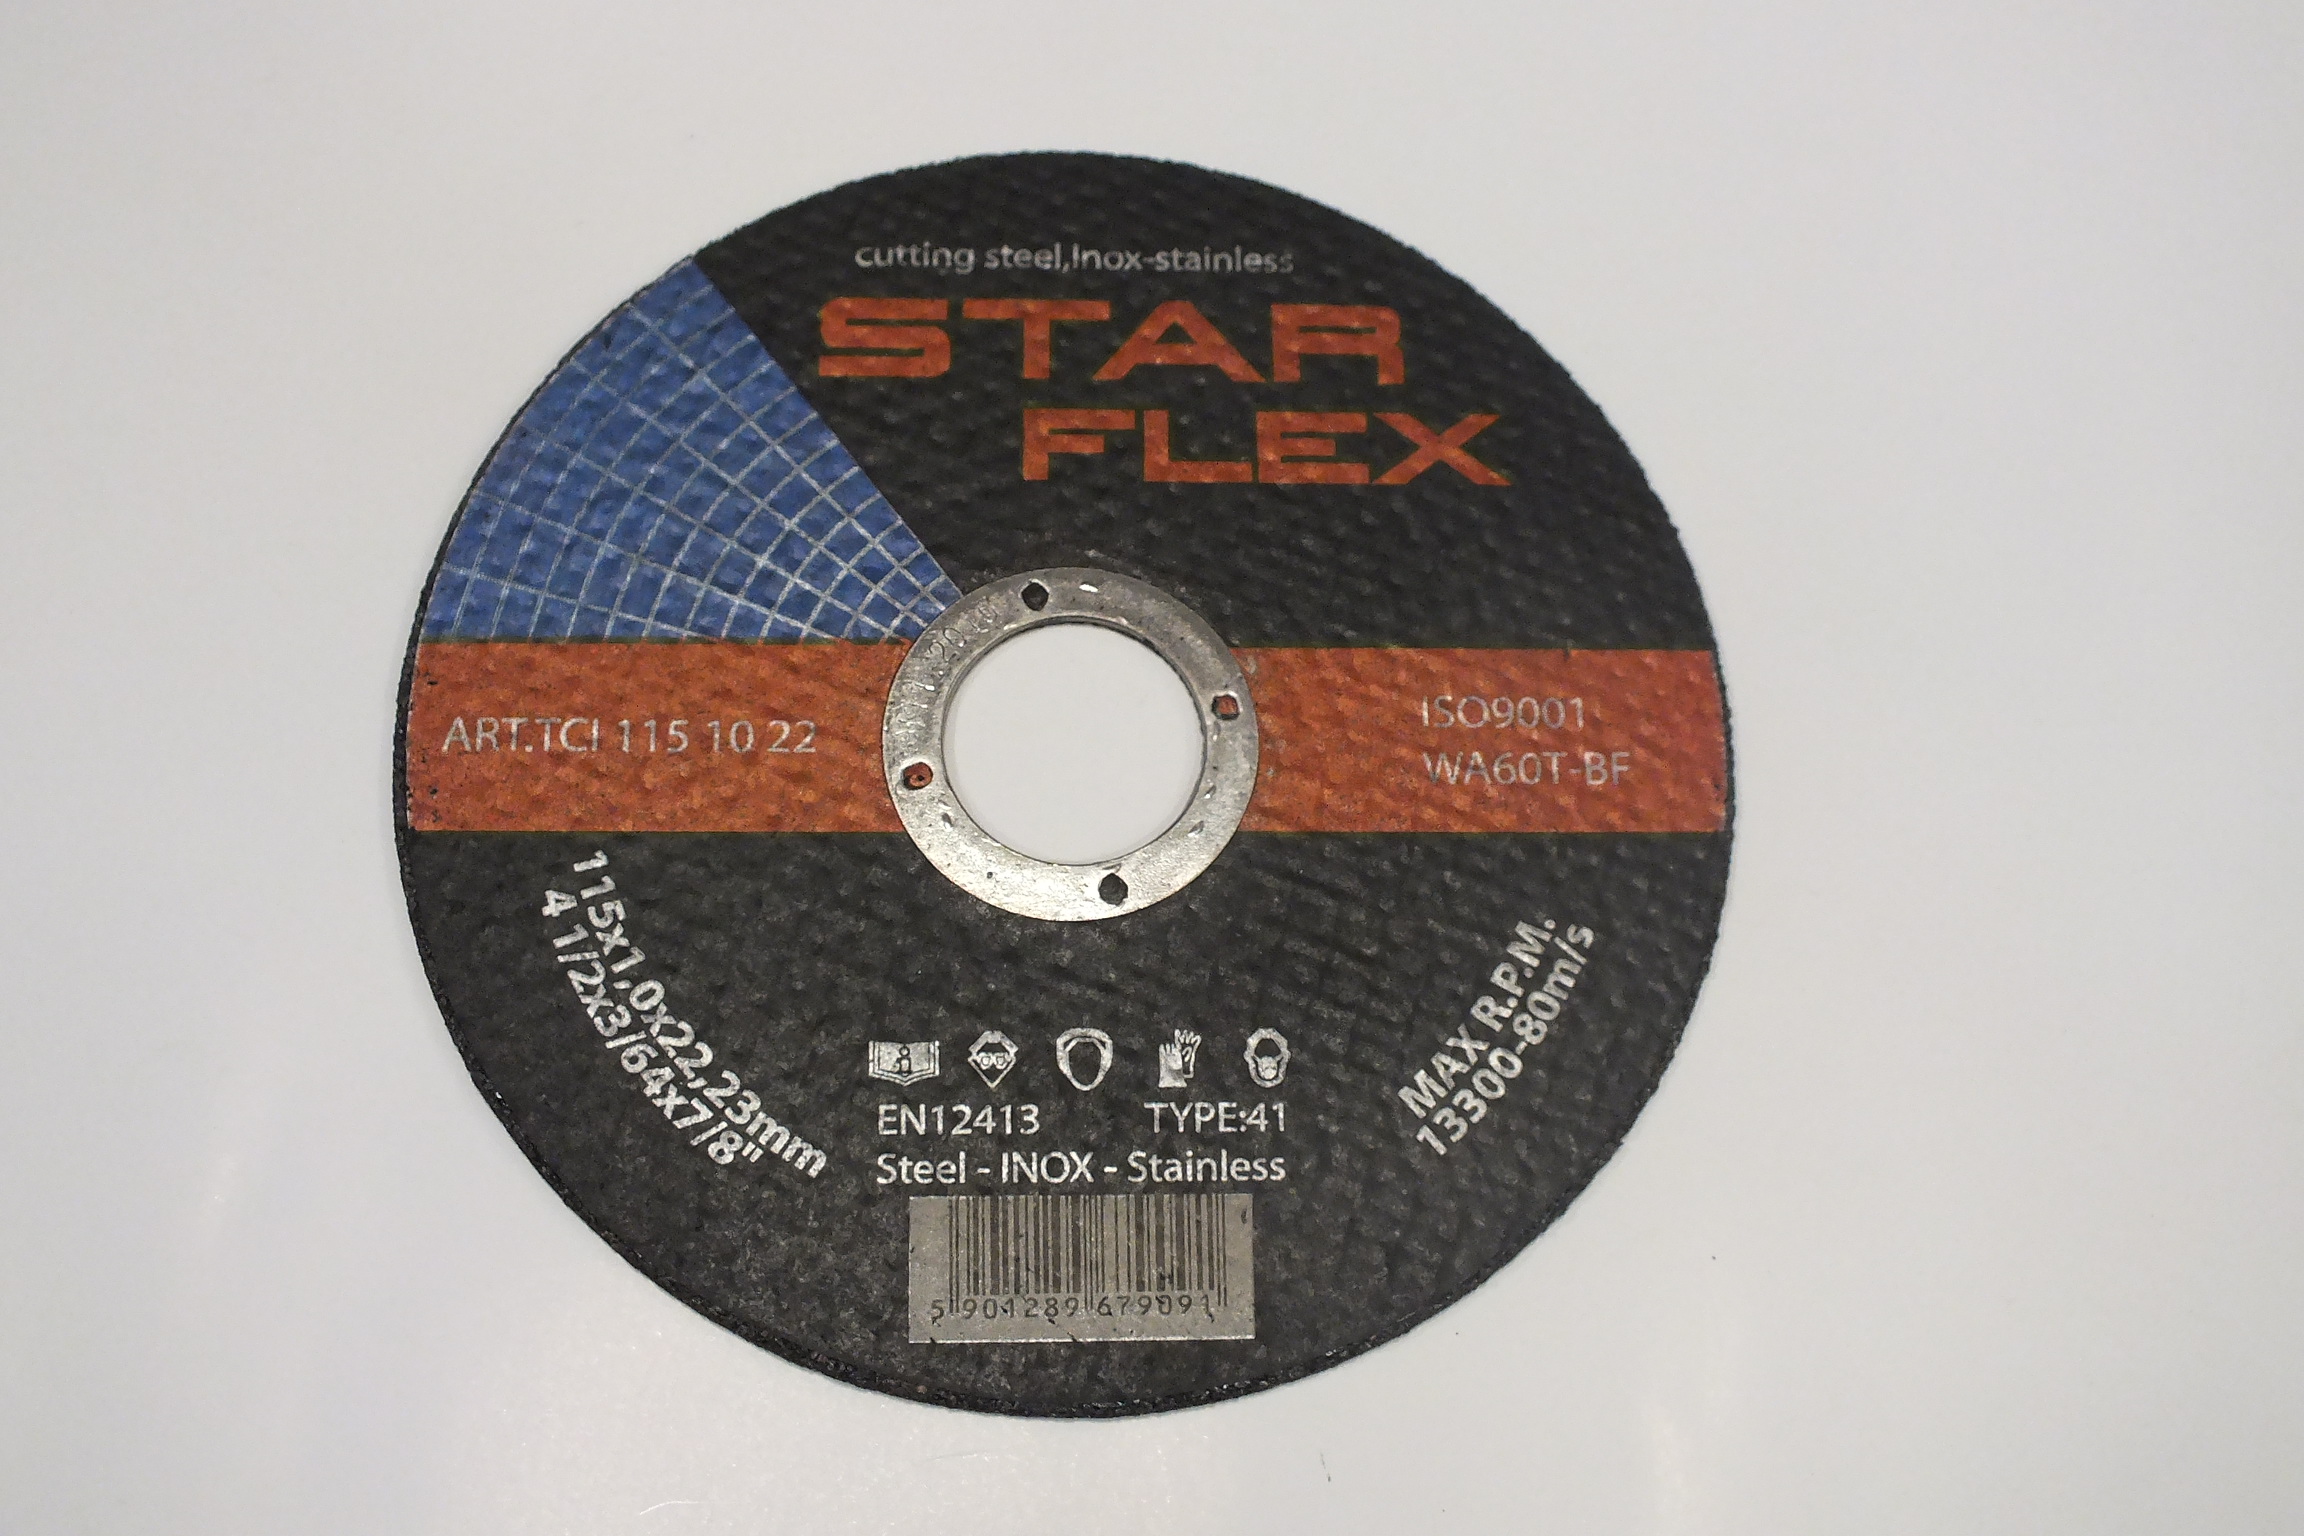 cutting steel,Inox-stainless
STAR
FLEX
ART.TCI 115 10 22
ISO9001
WA60T-BF
115x1,0x22,23mm
4 1/2x3/64x7/8"
MAX R.P.M.
13300-80m/s
EN12413 TYPE:41
Steel - INOX - Stainless
5 901289 679091